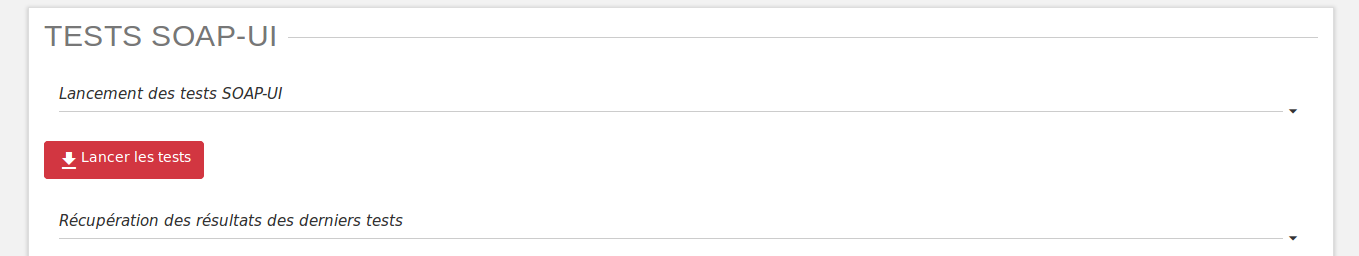 TESTS SOAP-UI
Lancement des tests SOAP-UI
Lancer les tests
Récupération des résultats des derniers tests